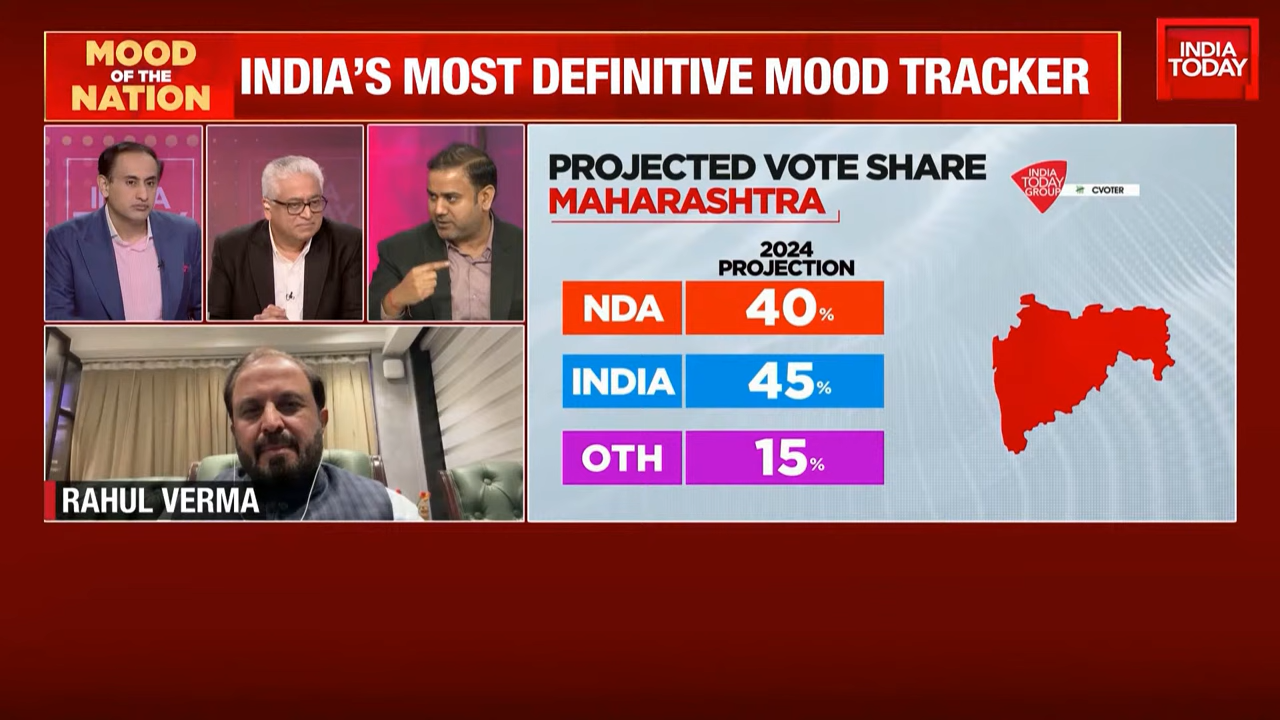 MOOD
OF THE
NATION
INDIA'S MOST DEFINITIVE MOOD TRACKER
INDIA
TODAY
PROJECTED VOTE SHARE
MAHARASHTRA
INDIA
TODAY
GROUP
CVOTER
2024
PROJECTION
NDA 40%
INDIA 45%
OTH 15%
RAHUL VERMA